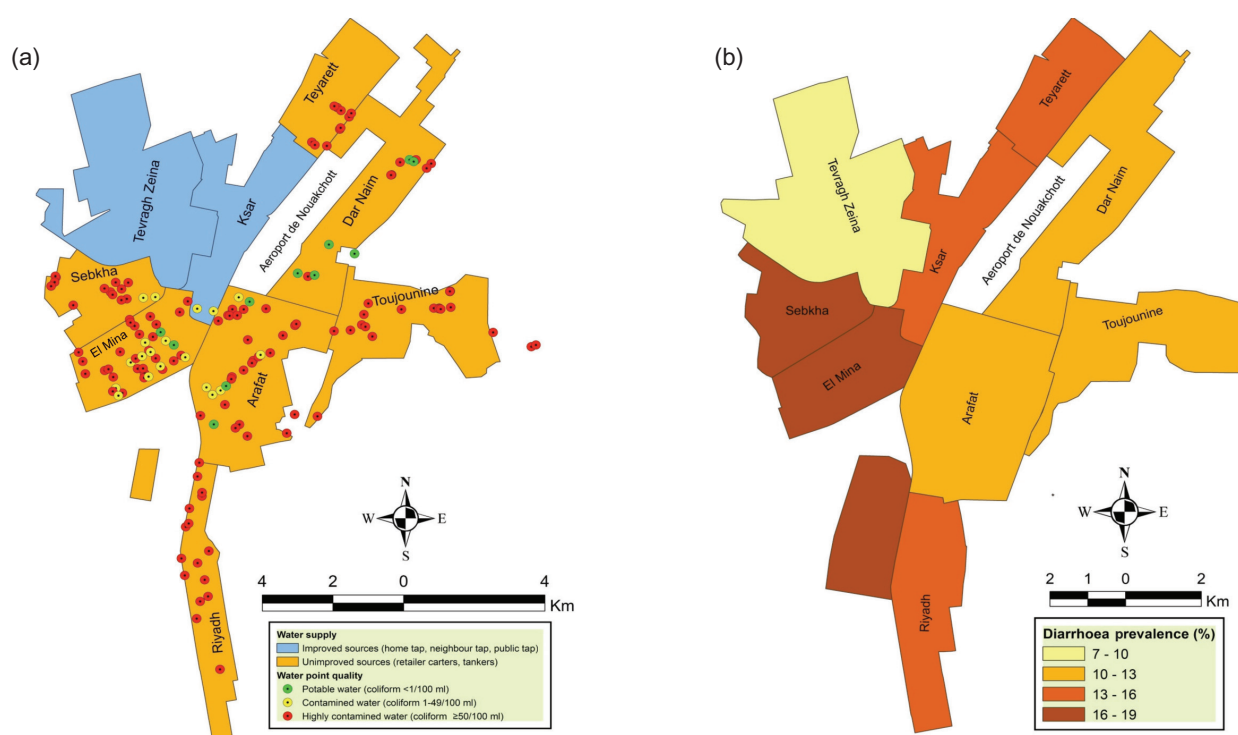 (a)
Teyarett
Tevragh Zeina
Ksar
Aeroport de Nouakchott
Dar Naim
Sebkha
Toujounine
El Mina
Arafat
Riyadh
N
W E
S
4 2 0 4
Km
Water supply
Improved sources (home tap, neighbour tap, public tap)
Unimproved sources (retailer carters, tankers)
Water point quality
Potable water (coliform <1/100 ml)
Contamined water (coliform 1-49/100 ml)
Highly contamined water (coliform ≥50/100 ml)
(b)
Teyarett
Tevragh Zeina
Dar Naim
Ksar
Aeroport de Nouakchott
Sebkha
Toujounine
El Mina
Arafat
Riyadh
N
W E
S
2 1 0 2
Km
Diarrhoea prevalence (%)
7 - 10
10 - 13
13 - 16
16 - 19